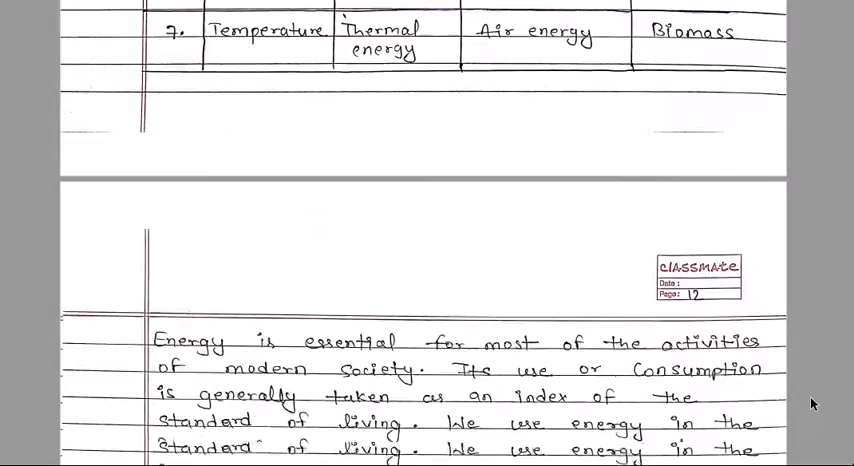 7. Temperature Thermal energy Air energy Biomass
classmate
Date :
Page: 12
Energy is essential for most of the activities
of modern society. Its use or consumption
is generally taken as an index of the
standard of living. We use energy in the
standard of living. We use energy in the